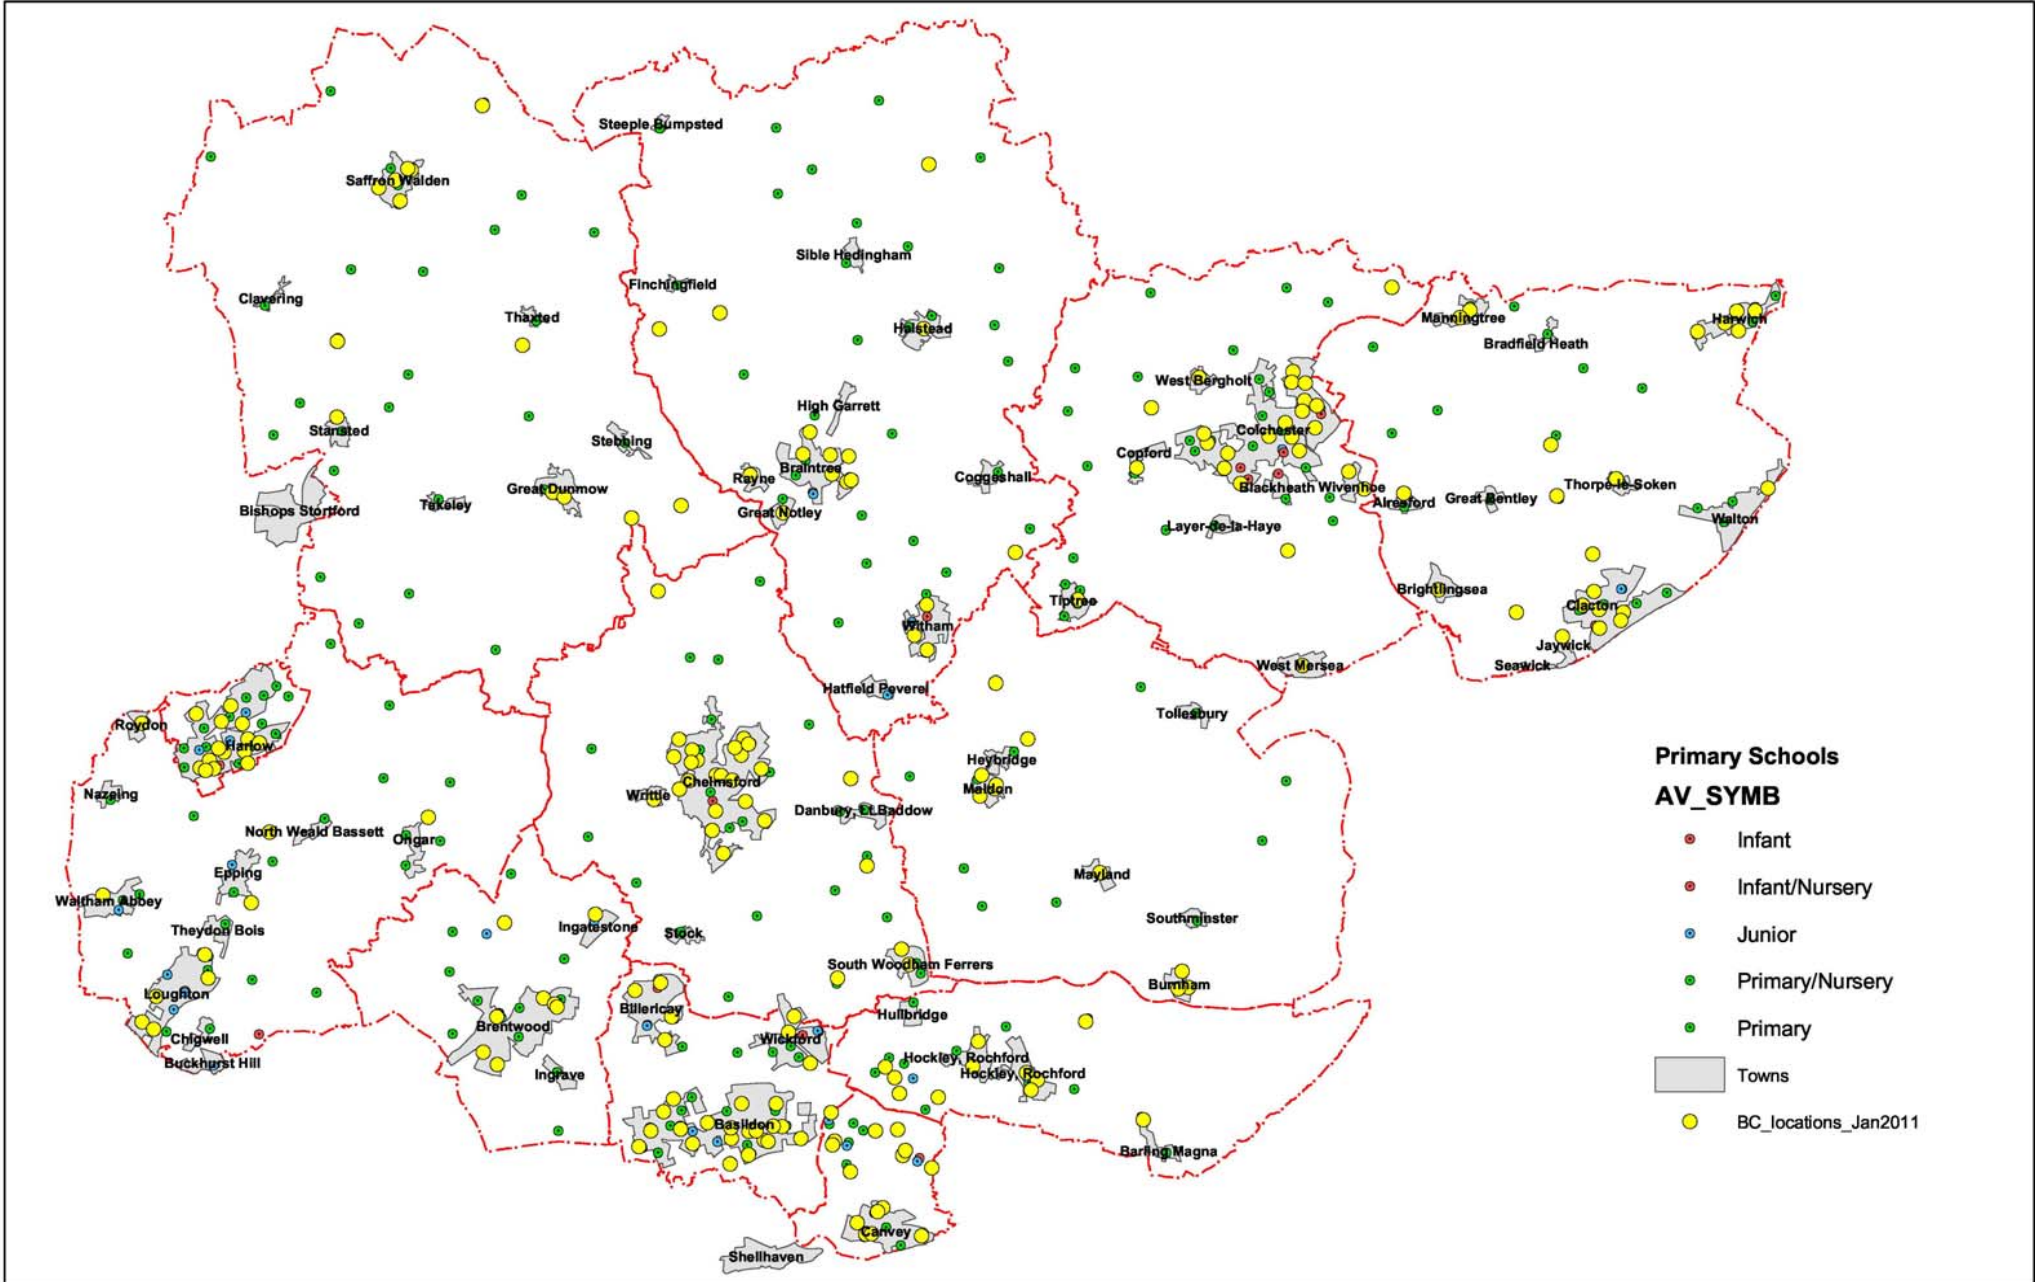 Steeple Bumpsted
Saffron Walden
Sible Hedingham
Finchingfield
Clavering
Thaxted
Halstead
Manningtree
Harwich
Bradfield Heath
West Bergholt
High Garrett
Stansted
Stebbing
Colchester
Copford
Braintree
Rayne
Coggeshall
Great Dunmow
Blackheath
Wivenhoe
Thorpe-le-Soken
Great Bentley
Alresford
Takeley
Bishops Stortford
Great Notley
Layer-de-la-Haye
Walton
Brightlingsea
Tiptree
Clacton
Witham
Jaywick
West Mersea
Seawick
Hatfield Peverel
Tollesbury
Roydon
Harlow
Heybridge
Chelmsford
Maldon
Writtle
Nazeing
Danbury, Lt.Baddow
North Weald Bassett
Ongar
Epping
Mayland
Waltham Abbey
Southminster
Theydon Bois
Ingatestone
Stock
South Woodham Ferrers
Burnham
Loughton
Billericay
Hullbridge
Brentwood
Chigwell
Wickford
Buckhurst Hill
Hockley, Rochford
Hockley, Rochford
Ingrave
Basildon
Barling Magna
Canvey
Shellhaven
Primary Schools
AV_SYMB
Infant
Infant/Nursery
Junior
Primary/Nursery
Primary
Towns
BC_locations_Jan2011